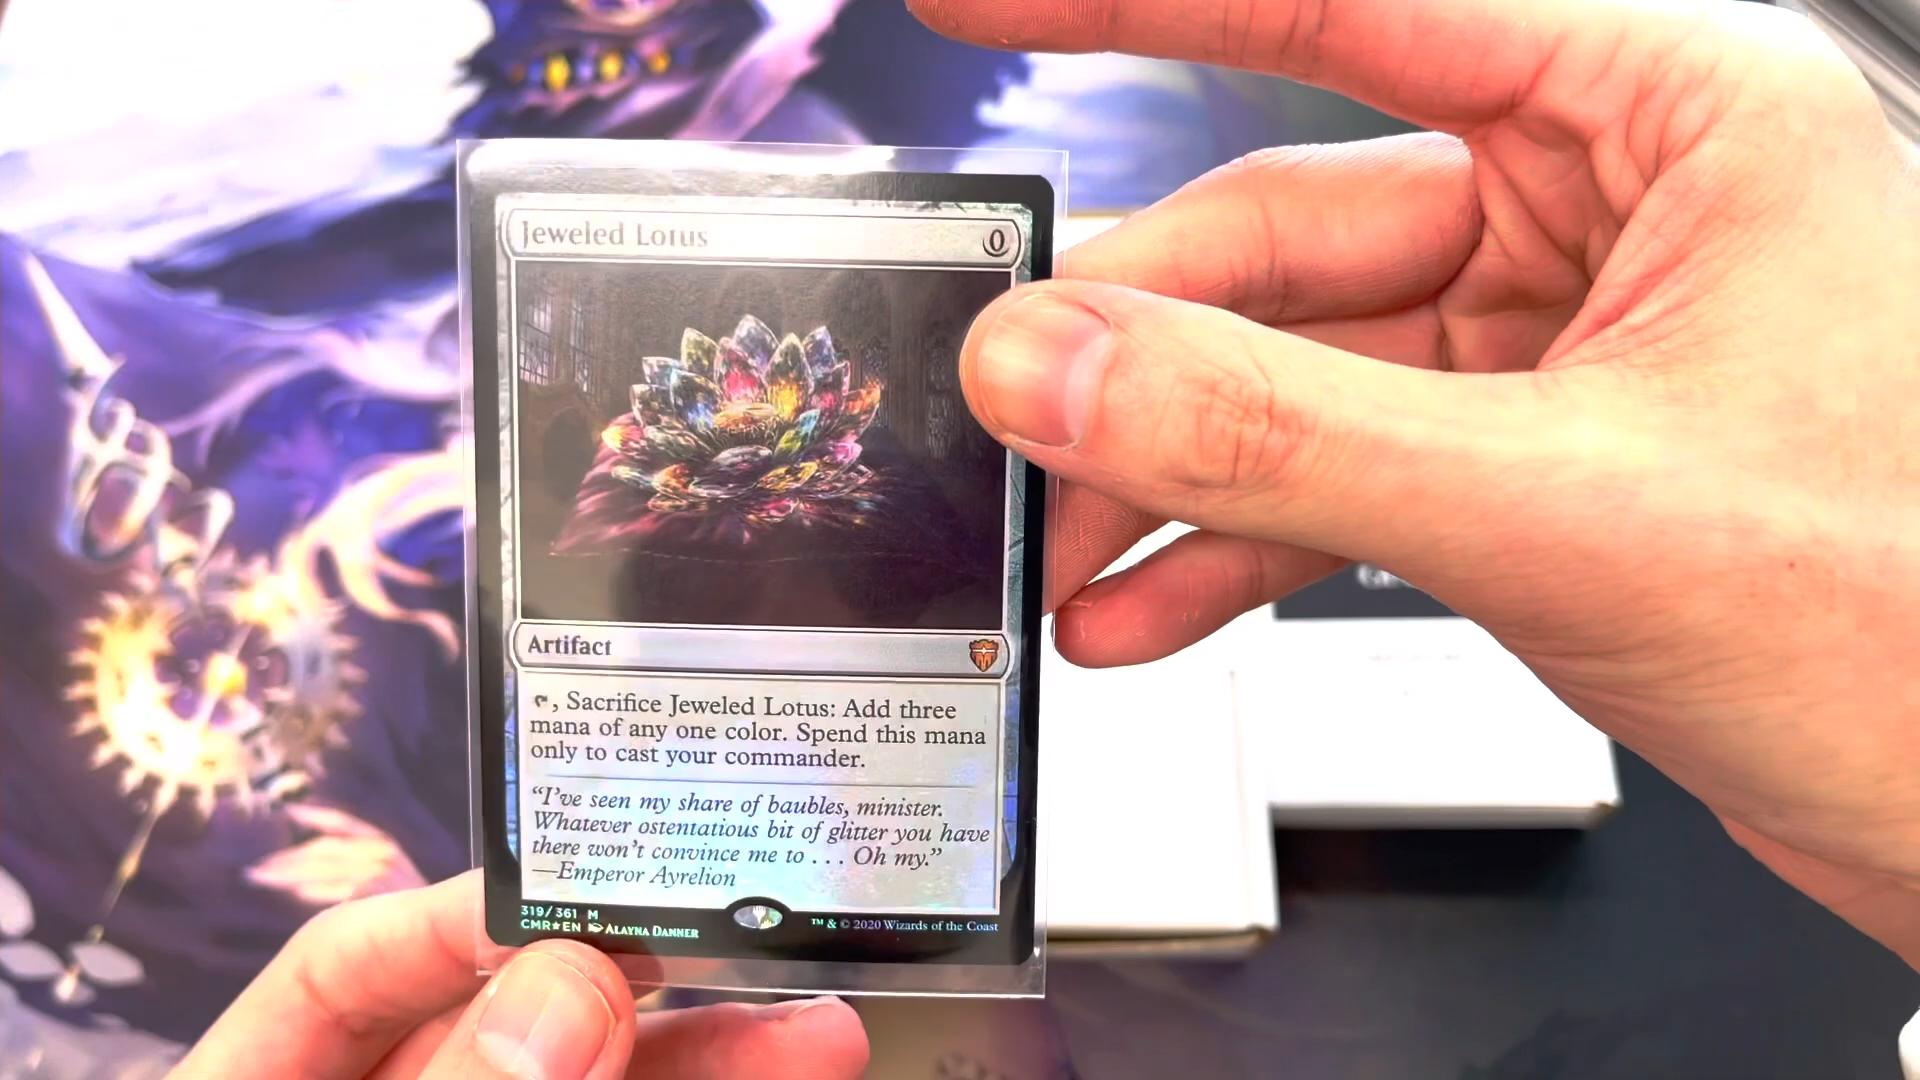 Jeweled Lotus 0
Artifact
, Sacrifice Jeweled Lotus: Add three
mana of any one color. Spend this mana
only to cast your commander.
“I’ve seen my share of baubles, minister.
Whatever ostentatious bit of glitter you have
there won’t convince me to . . . Oh my.”
—Emperor Ayrelion
319/361 M
CMR★EN ALAYNA DANNER
™ & © 2020 Wizards of the Coast